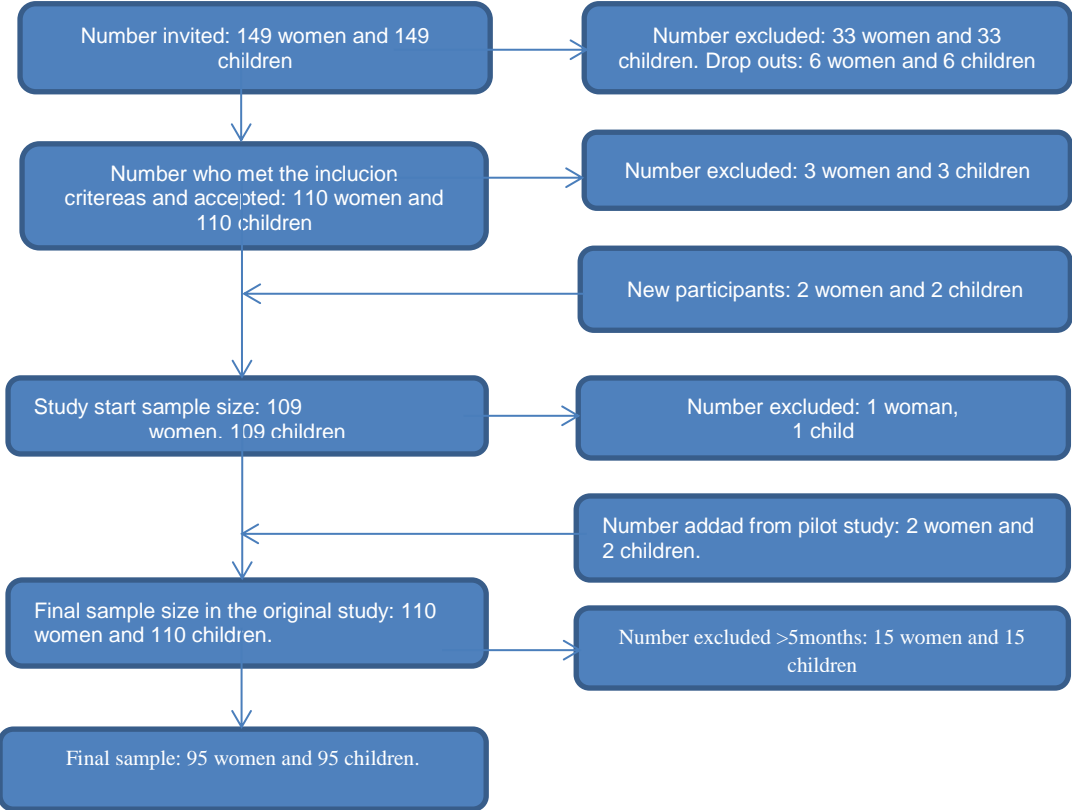 Number invited: 149 women and 149
children
Number excluded: 33 women and 33
children. Drop outs: 6 women and 6 children
Number who met the inclucion
critereas and accepted: 110 women and
110 children
Number excluded: 3 women and 3 children
New participants: 2 women and 2 children
Study start sample size: 109
women. 109 children
Number excluded: 1 woman,
1 child
Number addad from pilot study: 2 women and
2 children.
Final sample size in the original study: 110
women and 110 children.
Number excluded >5months: 15 women and 15
children
Final sample: 95 women and 95 children.